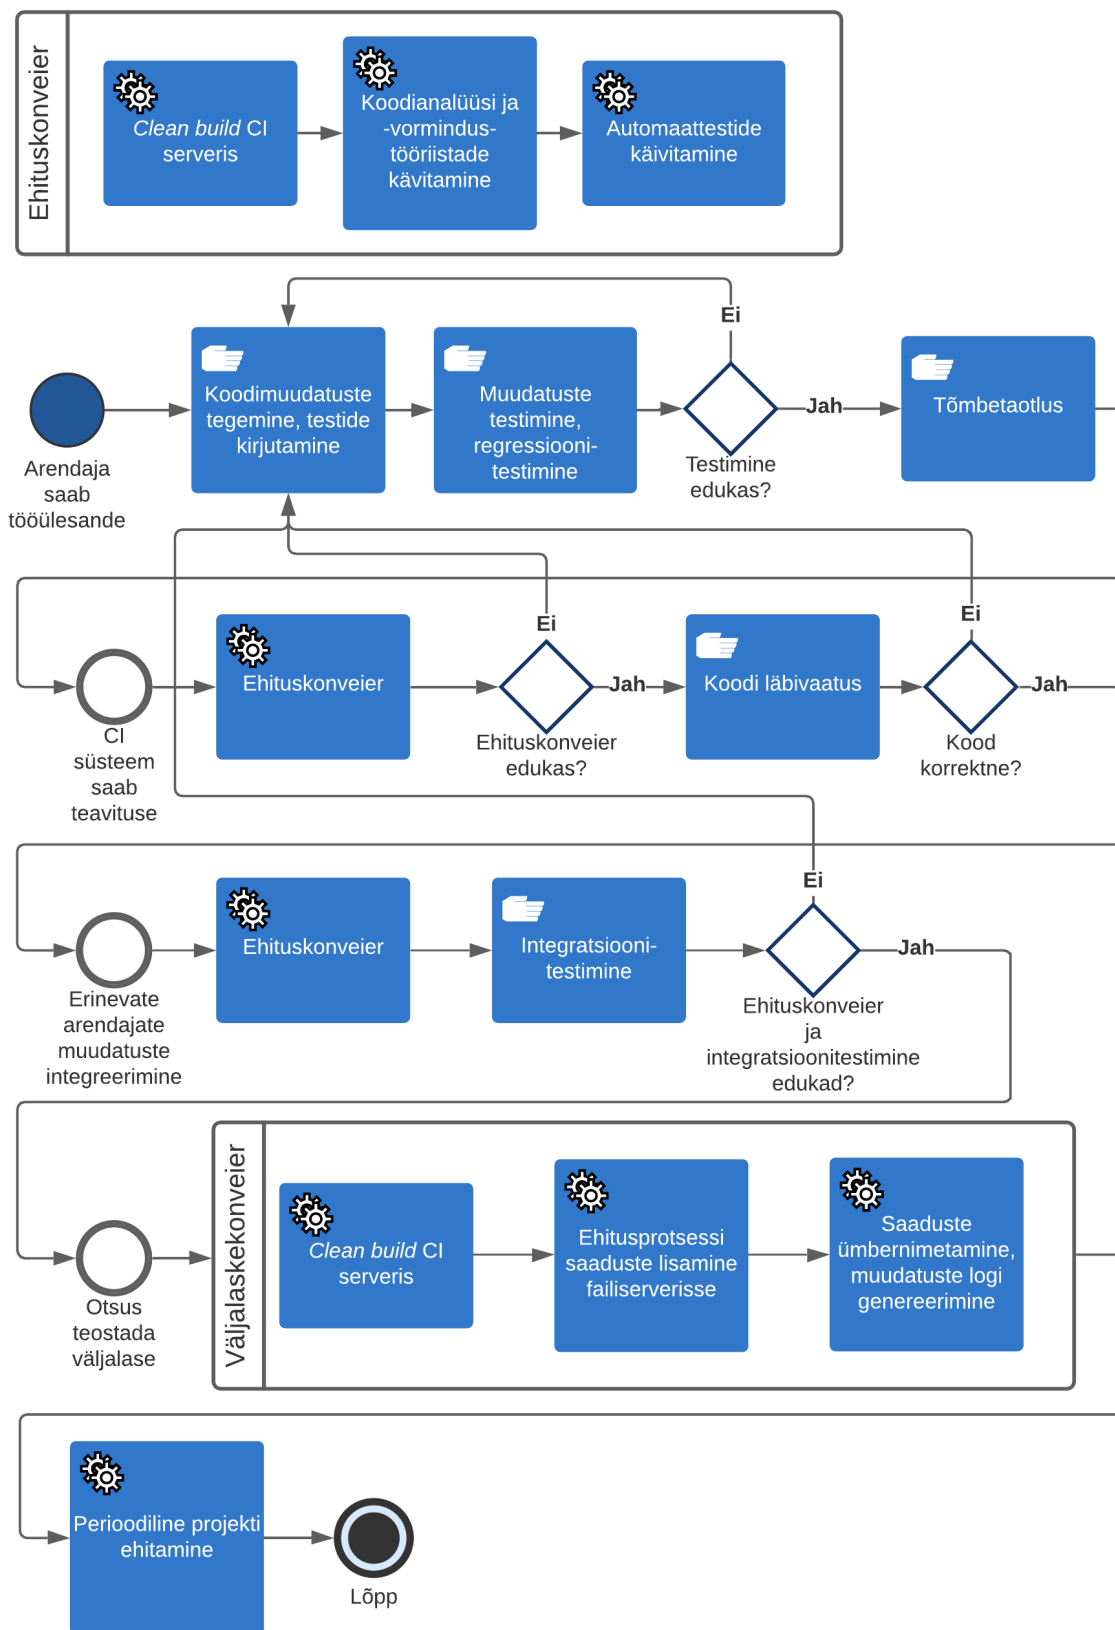 Ehituskonveier
Clean build CI
serveris
Koodianalüüsi ja
-vormindus-
tööriistade
kävitamine
Automaattestide
käivitamine
Ei
Arendaja
saab
tööülesande
Koodimuudatuste
tegemine, testide
kirjutamine
Muudatuste
testimine,
regressiooni-
testimine
Testimine
edukas?
Jah
Tõmbetaotlus
CI
süsteem
saab
teavituse
Ehituskonveier
Ei
Ehituskonveier
edukas?
Jah
Koodi läbivaatus
Ei
Kood
korrektne?
Jah
Erinevate
arendajate
muudatuste
integreerimine
Ehituskonveier
Integratsiooni-
testimine
Ei
Ehituskonveier
ja
integratsioonitestimine
edukad?
Jah
Otsus
teostada
väljalase
Väljalaskekonveier
Clean build CI
serveris
Ehitusprotsessi
saaduste lisamine
failiserverisse
Saaduste
ümbernimetamine,
muudatuste logi
genereerimine
Perioodiline projekti
ehitamine
Lõpp